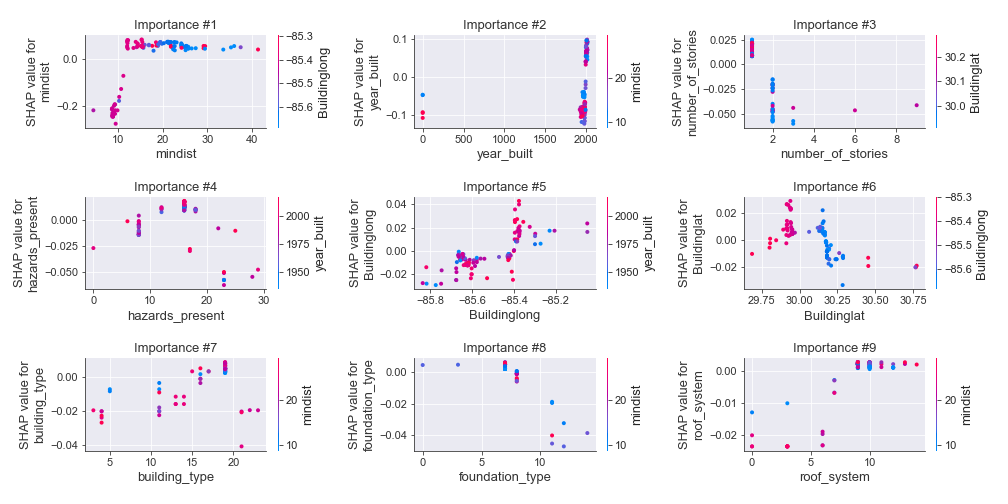 Importance #1
SHAP value for
mindist
0.0
−0.2
10
20
30
40
mindist
−85.3
−85.4
−85.5
−85.6
Buildinglong
Importance #2
SHAP value for
year_built
0.1
0.0
−0.1
0
500
1000
1500
2000
year_built
20
10
mindist
Importance #3
SHAP value for
number_of_stories
0.025
0.000
−0.025
−0.050
2
4
6
8
number_of_stories
30.2
30.1
30.0
Buildinglat
Importance #4
SHAP value for
hazards_present
0.000
−0.025
−0.050
0
10
20
30
hazards_present
2000
1975
1950
year_built
Importance #5
SHAP value for
Buildinglong
0.04
0.02
0.00
−0.02
−85.8
−85.6
−85.4
−85.2
Buildinglong
2000
1975
1950
year_built
Importance #6
SHAP value for
Buildinglat
0.02
0.00
−0.02
29.75
30.00
30.25
30.50
30.75
Buildinglat
−85.3
−85.4
−85.5
−85.6
Buildinglong
Importance #7
SHAP value for
building_type
0.00
−0.02
−0.04
5
10
15
20
building_type
20
10
mindist
Importance #8
SHAP value for
foundation_type
0.00
−0.02
−0.04
0
5
10
foundation_type
20
10
mindist
Importance #9
SHAP value for
roof_system
0.00
−0.01
−0.02
0
5
10
roof_system
20
10
mindist